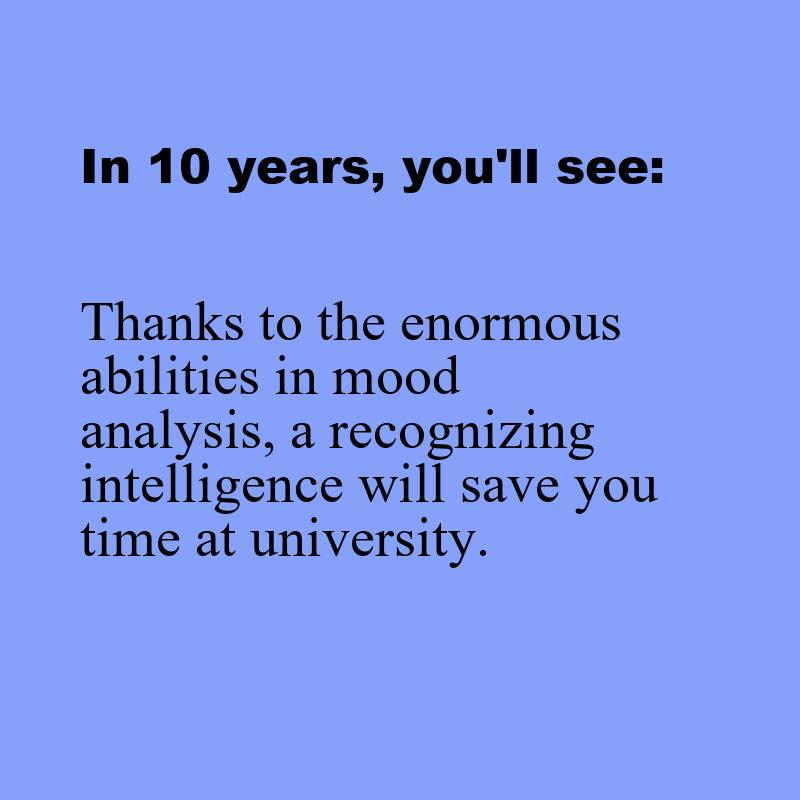 In 10 years, you'll see:
Thanks to the enormous
abilities in mood
analysis, a recognizing
intelligence will save you
time at university.